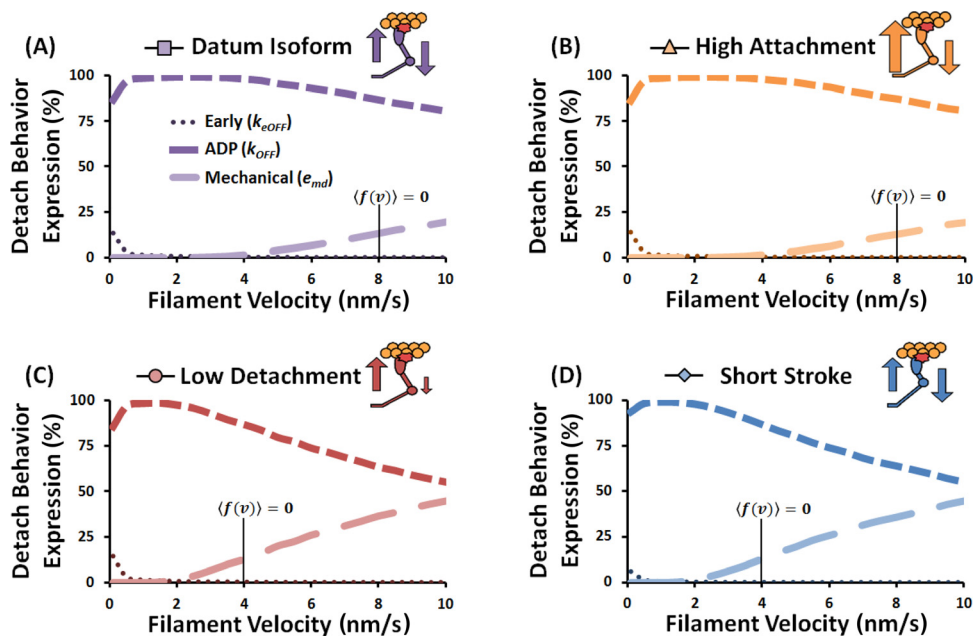 (A) Datum Isoform
Detach Behavior
Expression (%)
100
75
50
25
0
Early (k_eOFF)
ADP (k_OFF)
Mechanical (e_md)
⟨f(v)⟩ = 0
0 2 4 6 8 10
Filament Velocity (nm/s)
(B) High Attachment
Detach Behavior
Expression (%)
100
75
50
25
0
⟨f(v)⟩ = 0
0 2 4 6 8 10
Filament Velocity (nm/s)
(C) Low Detachment
Detach Behavior
Expression (%)
100
75
50
25
0
⟨f(v)⟩ = 0
0 2 4 6 8 10
Filament Velocity (nm/s)
(D) Short Stroke
Detach Behavior
Expression (%)
100
75
50
25
0
⟨f(v)⟩ = 0
0 2 4 6 8 10
Filament Velocity (nm/s)